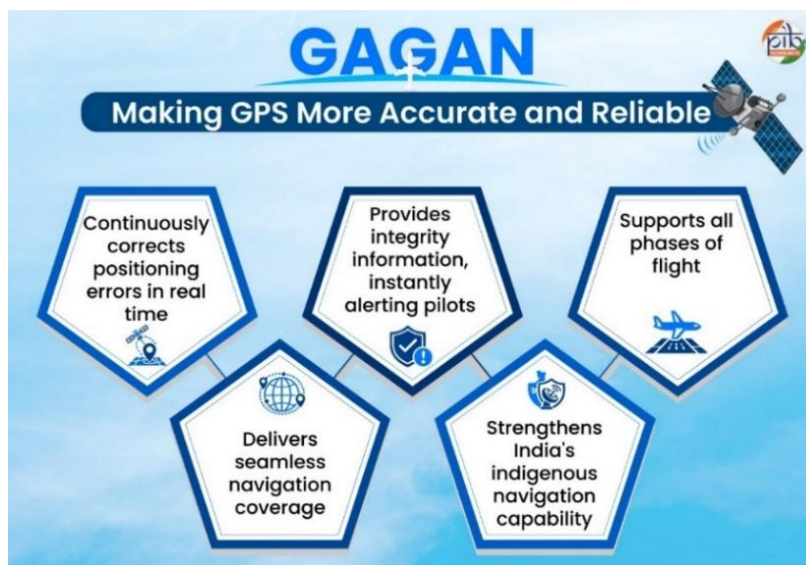 GAGAN
pib
Making GPS More Accurate and Reliable
Continuously
corrects
positioning
errors in real
time
Provides
integrity
information,
instantly
alerting pilots
Supports all
phases of
flight
Delivers
seamless
navigation
coverage
Strengthens
India's
indigenous
navigation
capability